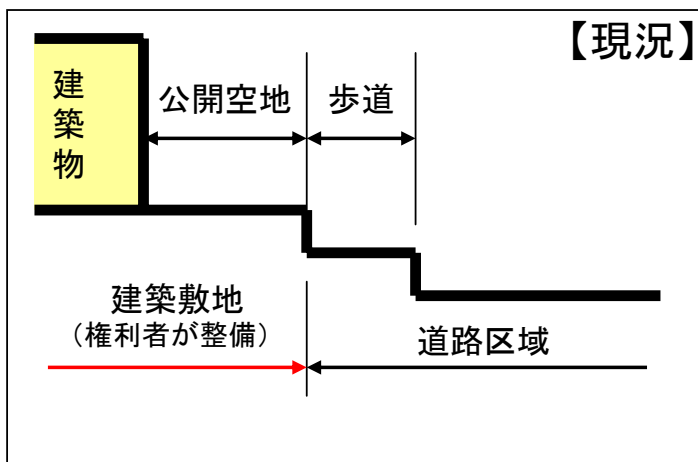 【現況】
建築物
公開空地
歩道
建築敷地
（権利者が整備）
道路区域